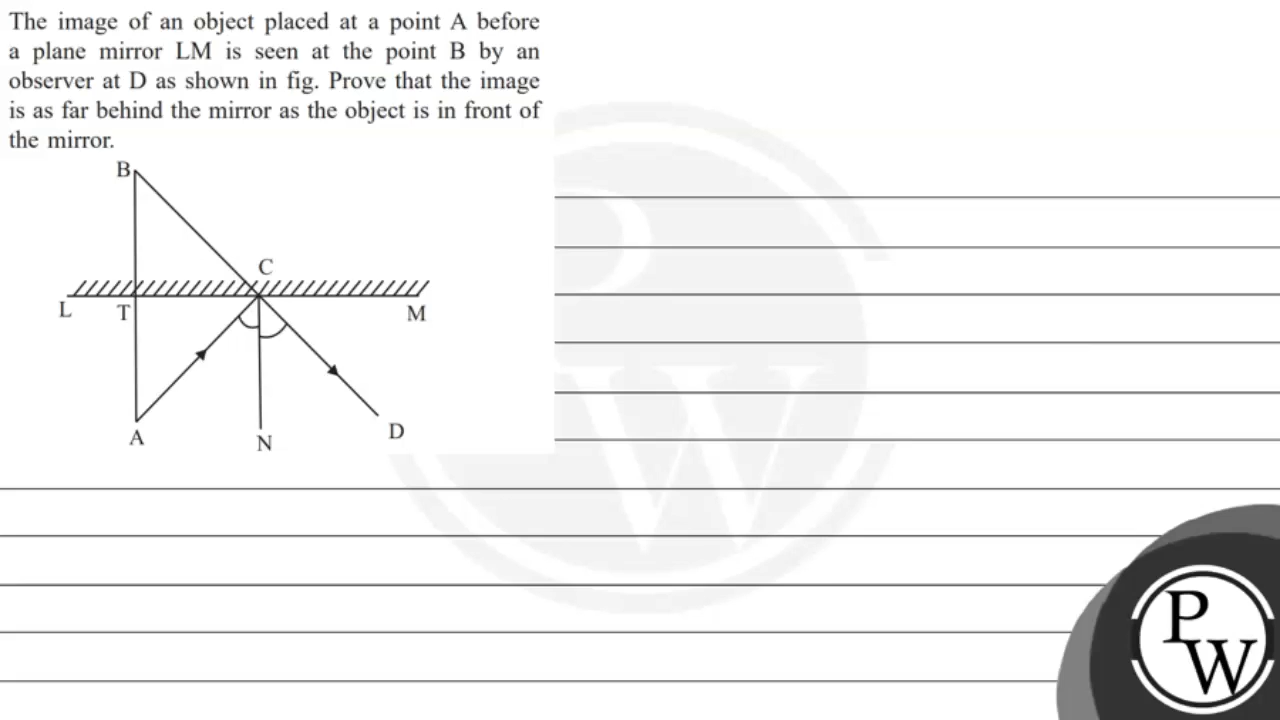 The image of an object placed at a point A before
a plane mirror LM is seen at the point B by an
observer at D as shown in fig. Prove that the image
is as far behind the mirror as the object is in front of
the mirror.
B
C
L T M
A N D
P
W
P
W